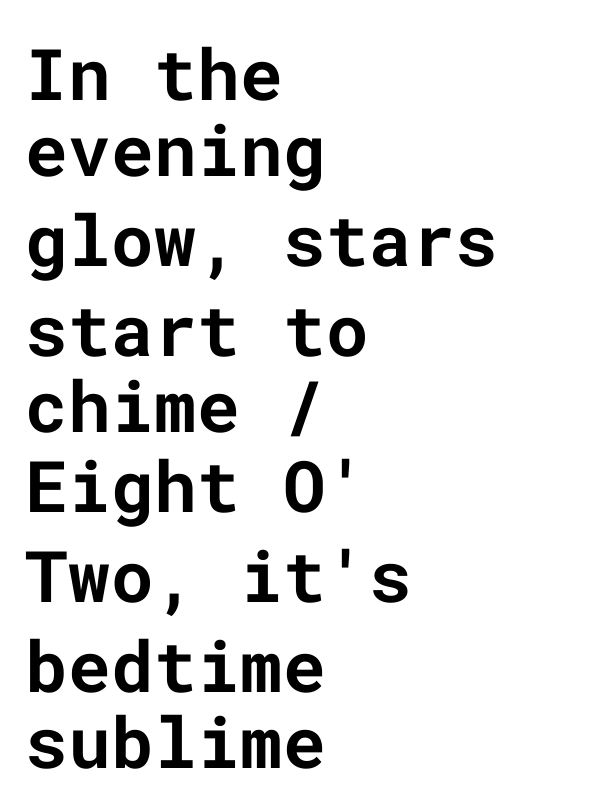 In the
evening
glow, stars
start to
chime /
Eight O'
Two, it's
bedtime
sublime